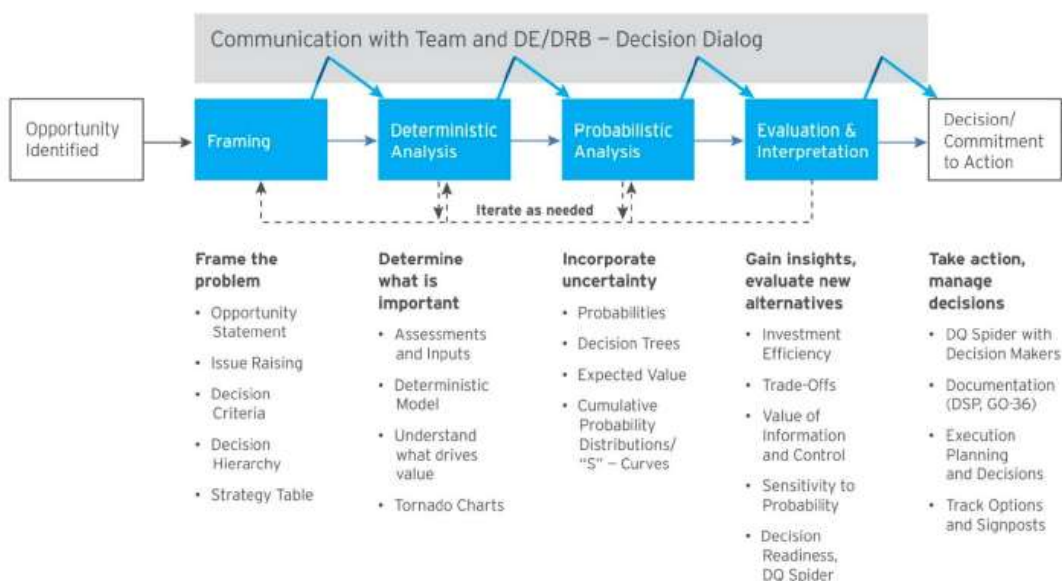 Communication with Team and DE/DRB – Decision Dialog
Opportunity
Identified
Framing
Deterministic
Analysis
Probabilistic
Analysis
Evaluation &
Interpretation
Decision/
Commitment
to Action
Iterate as needed
Frame the
problem
• Opportunity
Statement
• Issue Raising
• Decision
Criteria
• Decision
Hierarchy
• Strategy Table
Determine
what is
important
• Assessments
and Inputs
• Deterministic
Model
• Understand
what drives
value
• Tornado Charts
Incorporate
uncertainty
• Probabilities
• Decision Trees
• Expected Value
• Cumulative
Probability
Distributions/
“S” – Curves
Gain insights,
evaluate new
alternatives
• Investment
Efficiency
• Trade-Offs
• Value of
Information
and Control
• Sensitivity to
Probability
• Decision
Readiness,
DQ Spider
Take action,
manage
decisions
• DQ Spider with
Decision Makers
• Documentation
(DSP, GO-36)
• Execution
Planning
and Decisions
• Track Options
and Signposts